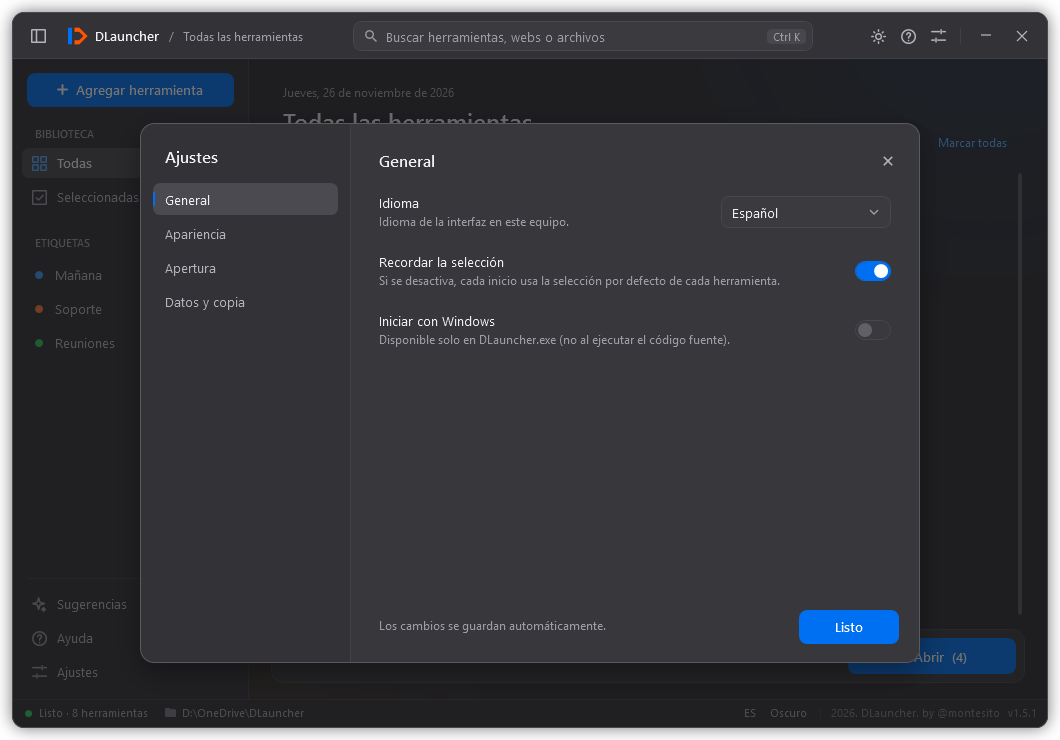 DLauncher / Todas las herramientas
Buscar herramientas, webs o archivos
Ctrl K
Agregar herramienta
BIBLIOTECA
Todas
Seleccionadas
ETIQUETAS
Mañana
Soporte
Reuniones
Sugerencias
Ayuda
Ajustes
Jueves, 26 de noviembre de 2026
Todas las herramientas
Marcar todas
Ajustes
General
Apariencia
Apertura
Datos y copia
General
Idioma
Idioma de la interfaz en este equipo.
Español
Recordar la selección
Si se desactiva, cada inicio usa la selección por defecto de cada herramienta.
Iniciar con Windows
Disponible solo en DLauncher.exe (no al ejecutar el código fuente).
Los cambios se guardan automáticamente.
Listo
Abrir (4)
Listo · 8 herramientas
D:\OneDrive\DLauncher
ES
Oscuro
2026. DLauncher. by @montesito
v1.5.1